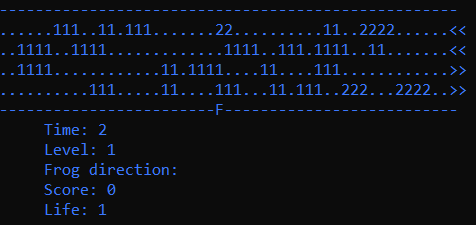 ---------------------------------------------------
......111..11.111.......22..........11..2222......<<
..1111..1111.............1111..111.1111..11.......<<
..1111............11.1111....11....111............>>
..........111.....11....111...11.111..222...2222..>>
------------------------F--------------------------
Time: 2
Level: 1
Frog direction:
Score: 0
Life: 1